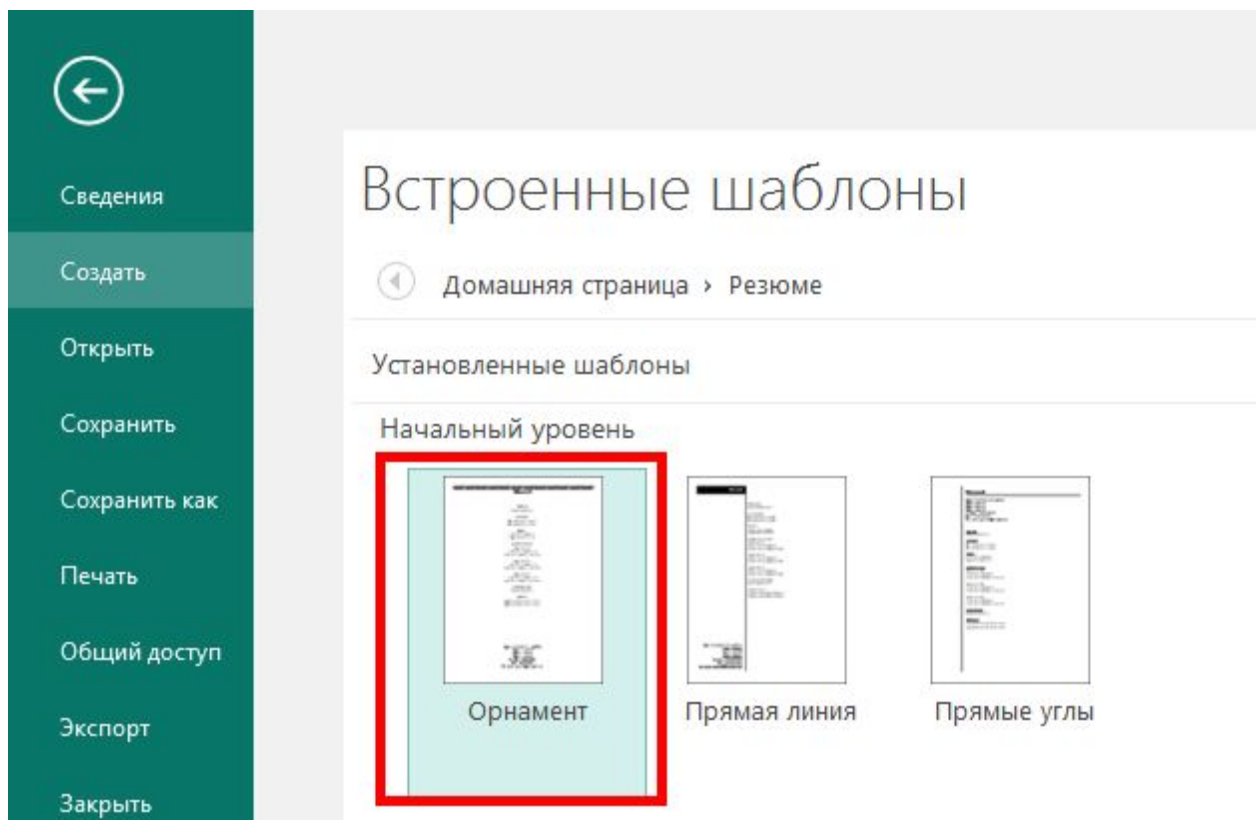 Сведения
Создать
Открыть
Сохранить
Сохранить как
Печать
Общий доступ
Экспорт
Закрыть
Встроенные шаблоны
Домашняя страница › Резюме
Установленные шаблоны
Начальный уровень
Орнамент
Прямая линия
Прямые углы